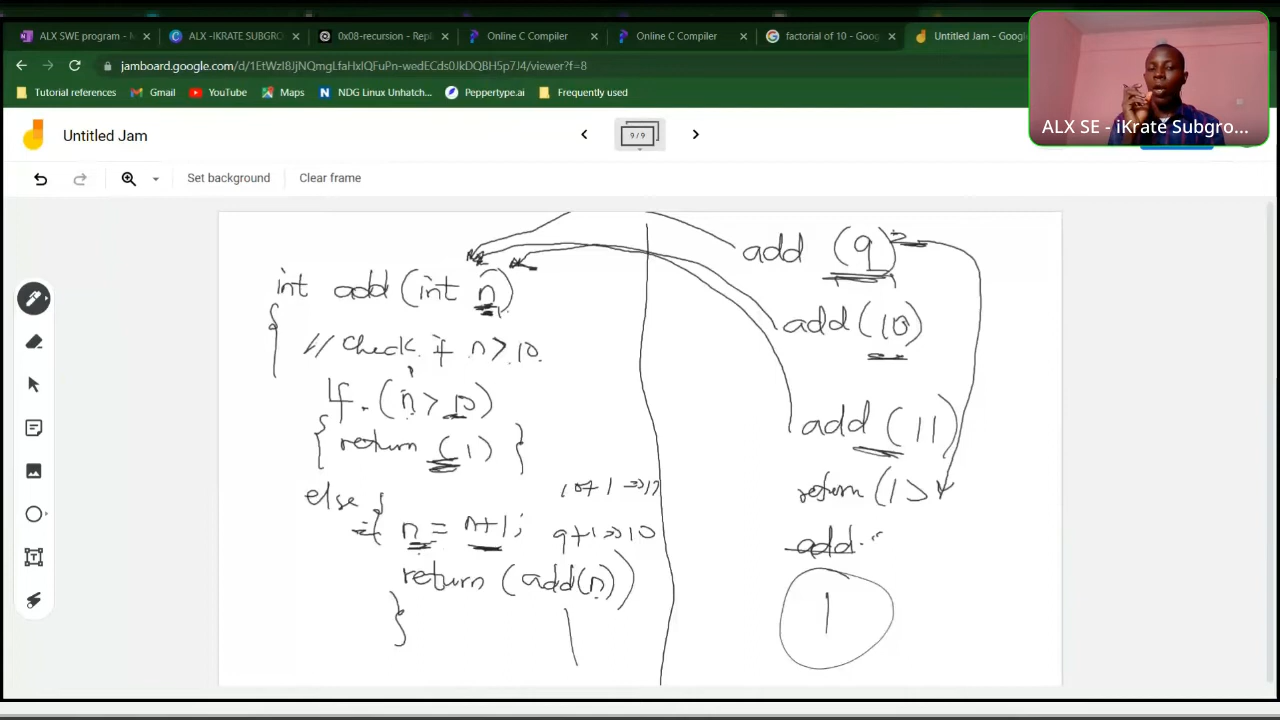 ALX SWE program - M
ALX -IKRATE SUBGRO
0x08-recursion - Repl
Online C Compiler
Online C Compiler
factorial of 10 - Goog
Untitled Jam - Goog
jamboard.google.com/d/1EtWzI8JjNQmgLfaHxIQFuPn-wedECds0JkDQBH5p7J4/viewer?f=8
Tutorial references
Gmail
YouTube
Maps
NDG Linux Unhatch...
Peppertype.ai
Frequently used
ALX SE - iKrate Subgro...
Untitled Jam
9/9
Set background
Clear frame
int add (int n)
{
// check if n > 10
If (n > 10)
{ return (1) }
else {
n = n+1;
return (add(n))
}
10+1 => 11
9+1 => 10
add (9)
add (10)
add (11)
return (1)
add
1